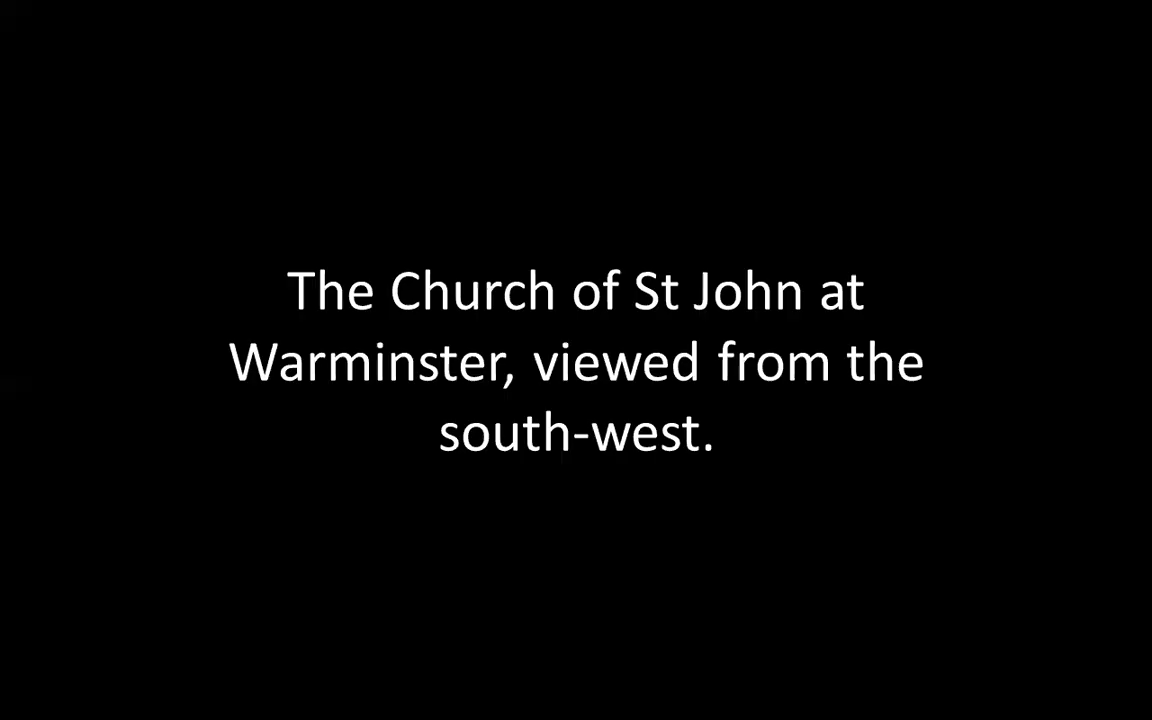 The Church of St John at
Warminster, viewed from the
south-west.